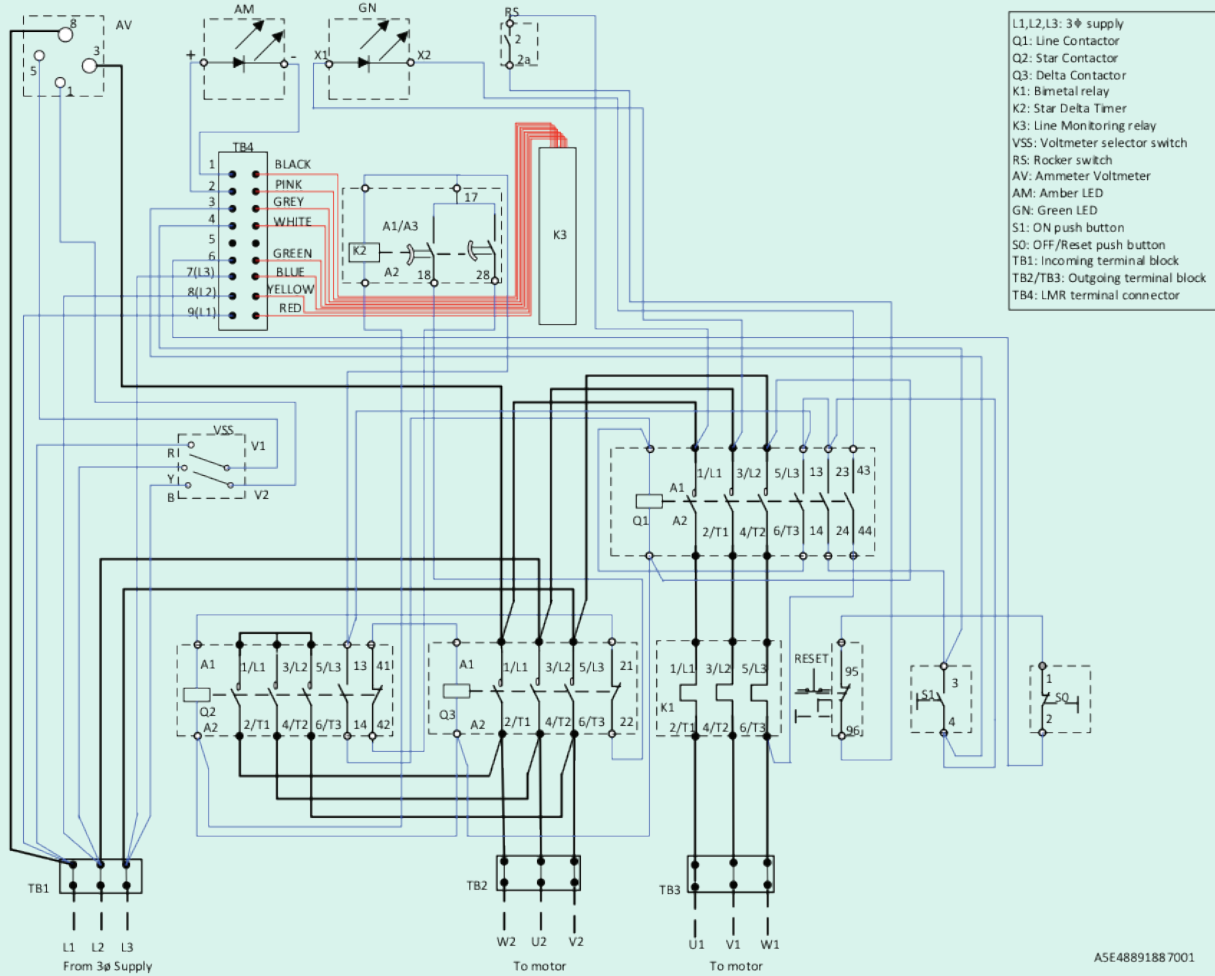 AV
8
3
5
1
AM
+
-
GN
X1
X2
RS
2
2a
L1,L2,L3: 3Φ supply
Q1: Line Contactor
Q2: Star Contactor
Q3: Delta Contactor
K1: Bimetal relay
K2: Star Delta Timer
K3: Line Monitoring relay
VSS: Voltmeter selector switch
RS: Rocker switch
AV: Ammeter Voltmeter
AM: Amber LED
GN: Green LED
S1: ON push button
S0: OFF/Reset push button
TB1: Incoming terminal block
TB2/TB3: Outgoing terminal block
TB4: LMR terminal connector
TB4
1
BLACK
2
PINK
3
GREY
4
WHITE
5
6
GREEN
7(L3)
BLUE
8(L2)
YELLOW
9(L1)
RED
17
A1/A3
K2
A2
18
28
K3
VSS
R
V1
Y
B
V2
1/L1
3/L2
5/L3
13
23
43
A1
Q1
A2
2/T1
4/T2
6/T3
14
24
44
A1
1/L1
3/L2
5/L3
13
41
Q2
A2
2/T1
4/T2
6/T3
14
42
A1
1/L1
3/L2
5/L3
21
Q3
A2
2/T1
4/T2
6/T3
22
1/L1
3/L2
5/L3
K1
2/T1
4/T2
6/T3
RESET
95
96
3
S1
4
1
S0
2
TB1
L1
L2
L3
From 3ø Supply
TB2
W2
U2
V2
To motor
TB3
U1
V1
W1
To motor
A5E48891887001